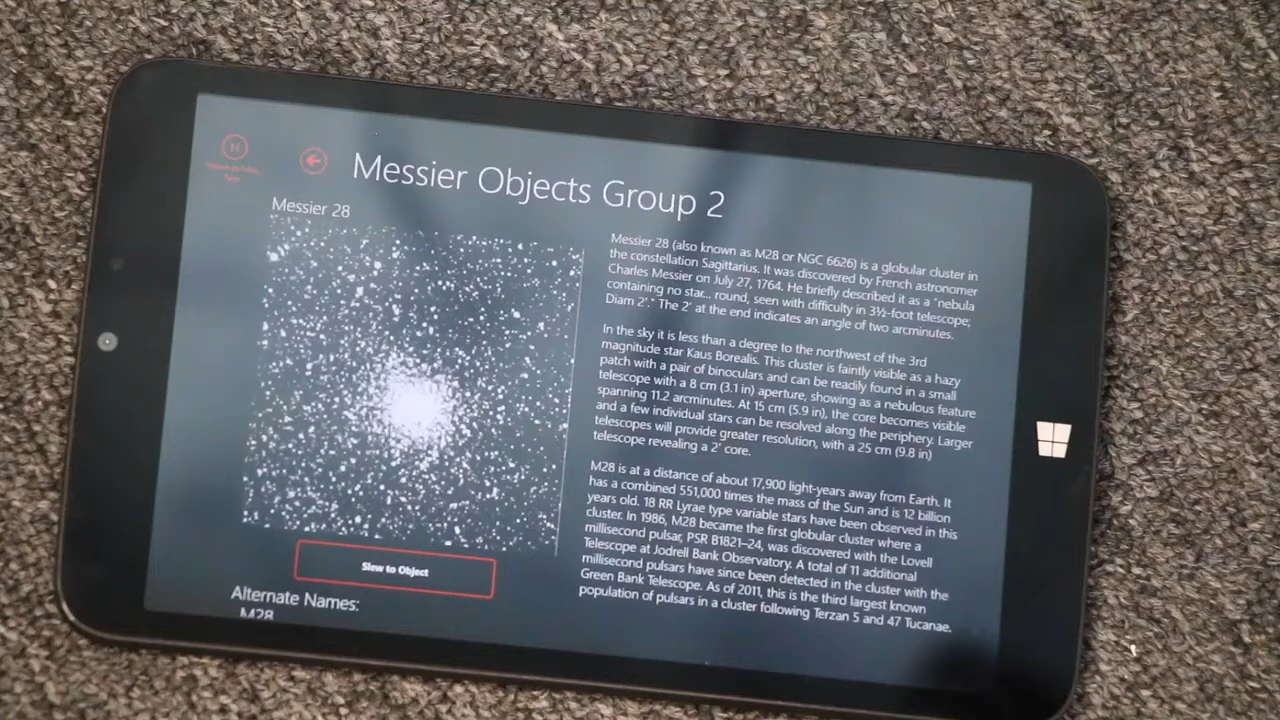 Messier Objects Group 2
Messier 28
Messier 28 (also known as M28 or NGC 6626) is a globular cluster in
the constellation Sagittarius. It was discovered by French astronomer
Charles Messier on July 27, 1764. He briefly described it as a "nebula
containing no star... round, seen with difficulty in 3½-foot telescope;
Diam 2'." The 2' at the end indicates an angle of two arcminutes.
In the sky it is less than a degree to the northwest of the 3rd
magnitude star Kaus Borealis. This cluster is faintly visible as a hazy
patch with a pair of binoculars and can be readily found in a small
telescope with a 8 cm (3.1 in) aperture, showing as a nebulous feature
spanning 11.2 arcminutes. At 15 cm (5.9 in), the core becomes visible
and a few individual stars can be resolved along the periphery. Larger
telescopes will provide greater resolution, with a 25 cm (9.8 in)
telescope revealing a 2' core.
M28 is at a distance of about 17,900 light-years away from Earth. It
has a combined 551,000 times the mass of the Sun and is 12 billion
years old. 18 RR Lyrae type variable stars have been observed in this
cluster. In 1986, M28 became the first globular cluster where a
millisecond pulsar, PSR B1821–24, was discovered with the Lovell
Telescope at Jodrell Bank Observatory. A total of 11 additional
millisecond pulsars have since been detected in the cluster with the
Green Bank Telescope. As of 2011, this is the third largest known
population of pulsars in a cluster following Terzan 5 and 47 Tucanae.
Slew to Object
Alternate Names:
M28